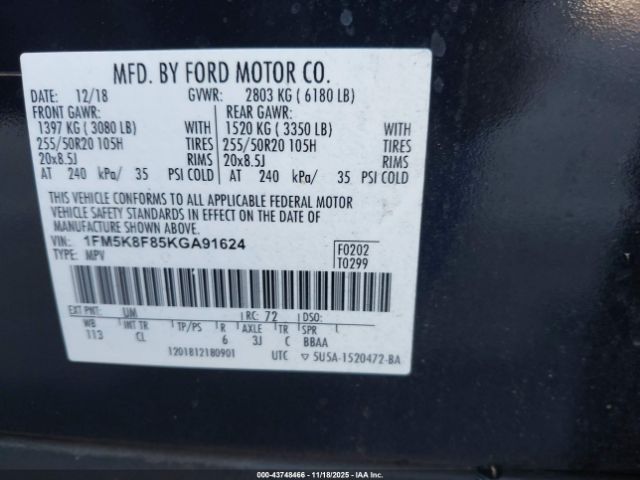 MFD. BY FORD MOTOR CO.
DATE: 12/18 GVWR: 2803 KG ( 6180 LB)
FRONT GAWR: REAR GAWR:
1397 KG ( 3080 LB) WITH 1520 KG ( 3350 LB) WITH
255/50R20 105H TIRES 255/50R20 105H TIRES
20x8.5J RIMS 20x8.5J RIMS
AT 240 kPa/ 35 PSI COLD AT 240 kPa/ 35 PSI COLD
THIS VEHICLE CONFORMS TO ALL APPLICABLE FEDERAL MOTOR
VEHICLE SAFETY STANDARDS IN EFFECT ON THE DATE OF
MANUFACTURE SHOWN ABOVE.
VIN: 1FM5K8F85KGA91624 F0202
TYPE: MPV T0299
EXT PNT: UM RC: 72 DSO:
WB INT TR TP/PS R AXLE TR SPR
113 CL 6 3J C BBAA
1201812180901 UTC ▽ 5U5A-1520472-BA
000-43748466 - 11/18/2025 - IAA Inc.